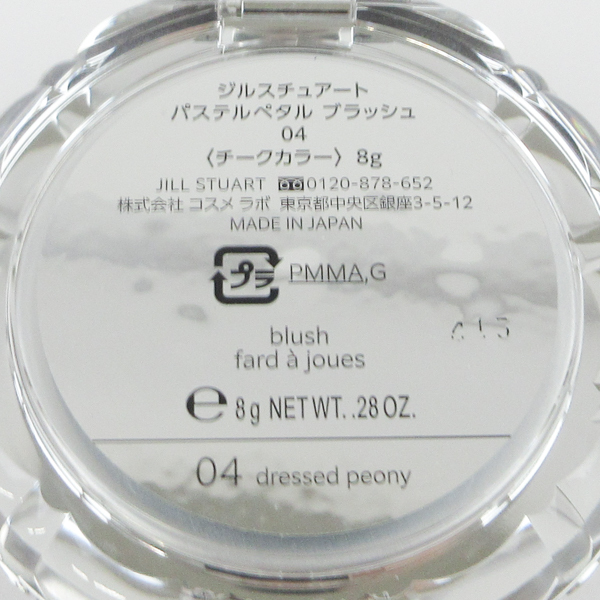 ジルスチュアート
パステルペタル ブラッシュ
04
〈チークカラー〉 8g
JILL STUART 0120-878-652
株式会社 コスメ ラボ 東京都中央区銀座3-5-12
MADE IN JAPAN
プラ PMMA,G
blush
fard à joues
℮ 8g NET WT. .28 OZ.
04 dressed peony